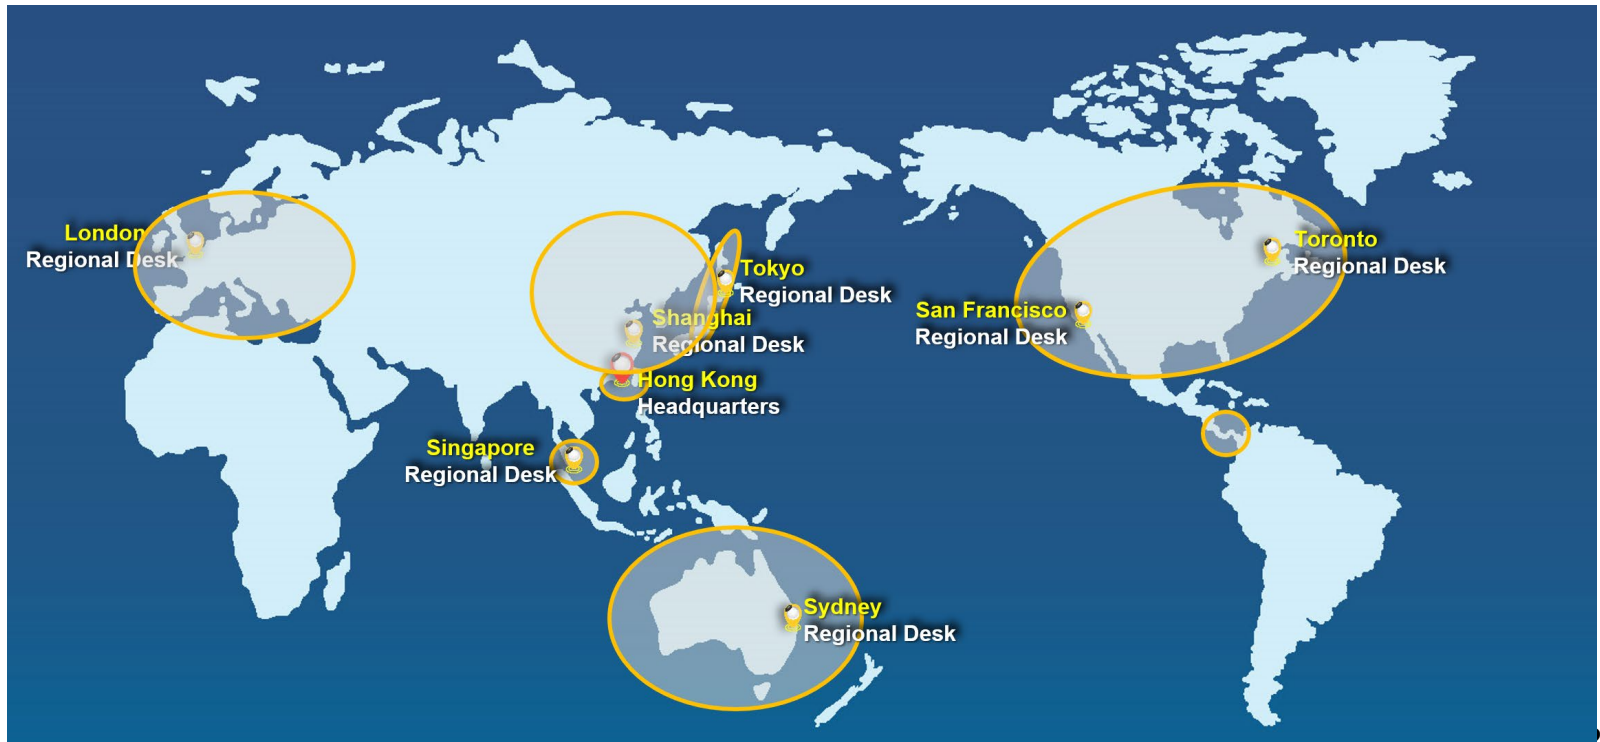 London
Regional Desk
Tokyo
Regional Desk
Shanghai
Regional Desk
Hong Kong
Headquarters
Singapore
Regional Desk
Sydney
Regional Desk
San Francisco
Regional Desk
Toronto
Regional Desk